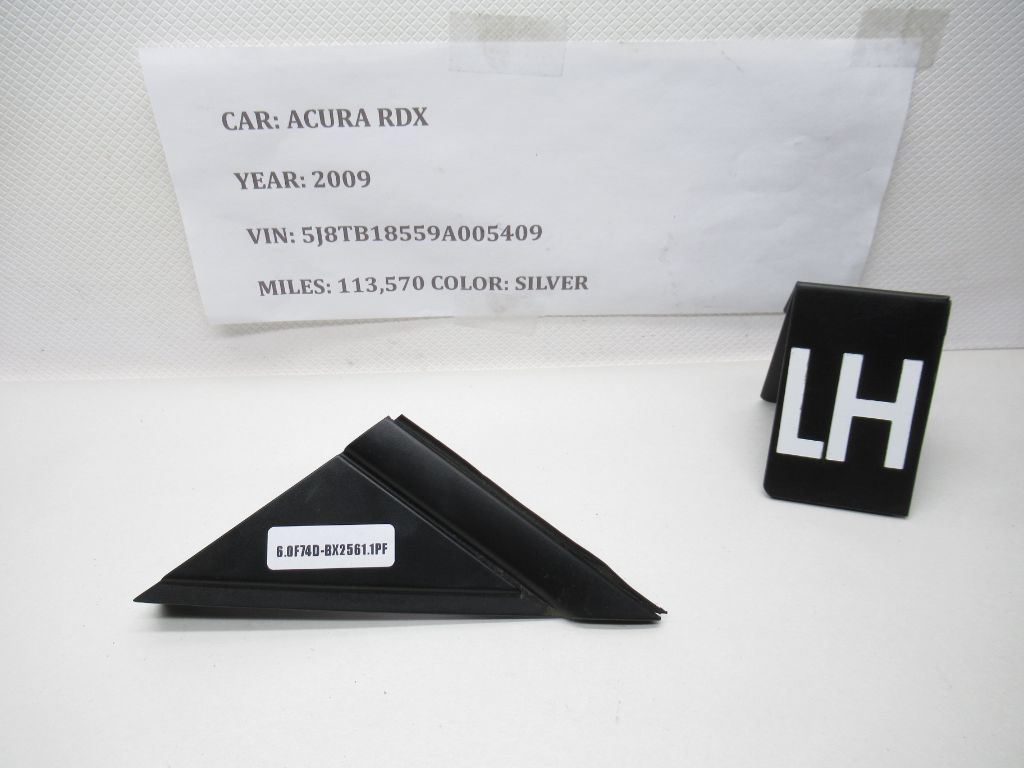 CAR: ACURA RDX
YEAR: 2009
VIN: 5J8TB18559A005409
MILES: 113,570 COLOR: SILVER
LH
6.0F74D-BX2561.1PF